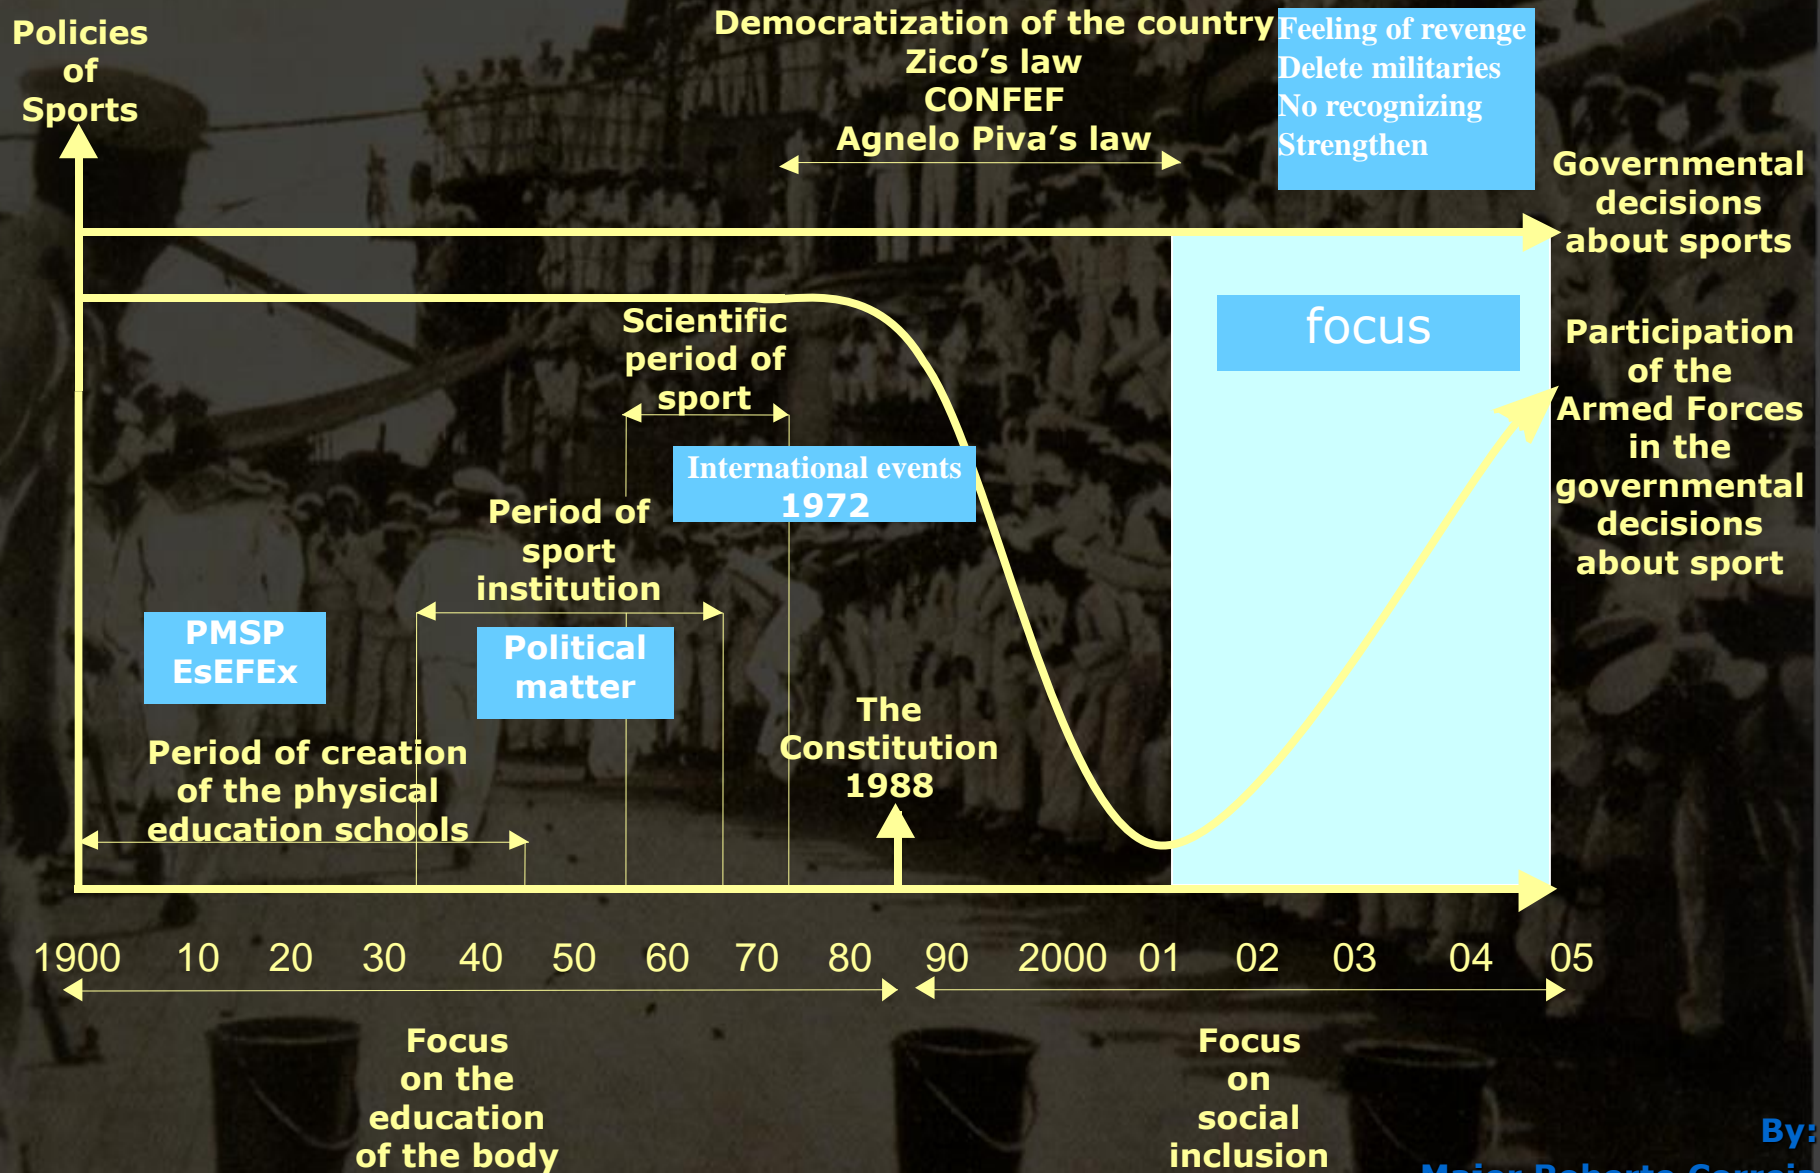 Policies
of
Sports
Democratization of the country
Zico’s law
CONFEF
Agnelo Piva’s law
Feeling of revenge
Delete militaries
No recognizing
Strengthen
Governmental
decisions
about sports
focus
Participation
of the
Armed Forces
in the
governmental
decisions
about sport
Scientific
period of
sport
International events
1972
Period of
sport
institution
PMSP
EsEFEx
Political
matter
The
Constitution
1988
Period of creation
of the physical
education schools
1900 10 20 30 40 50 60 70 80 90 2000 01 02 03 04 05
Focus
on the
education
of the body
Focus
on
social
inclusion
By:
Major Roberto Correia